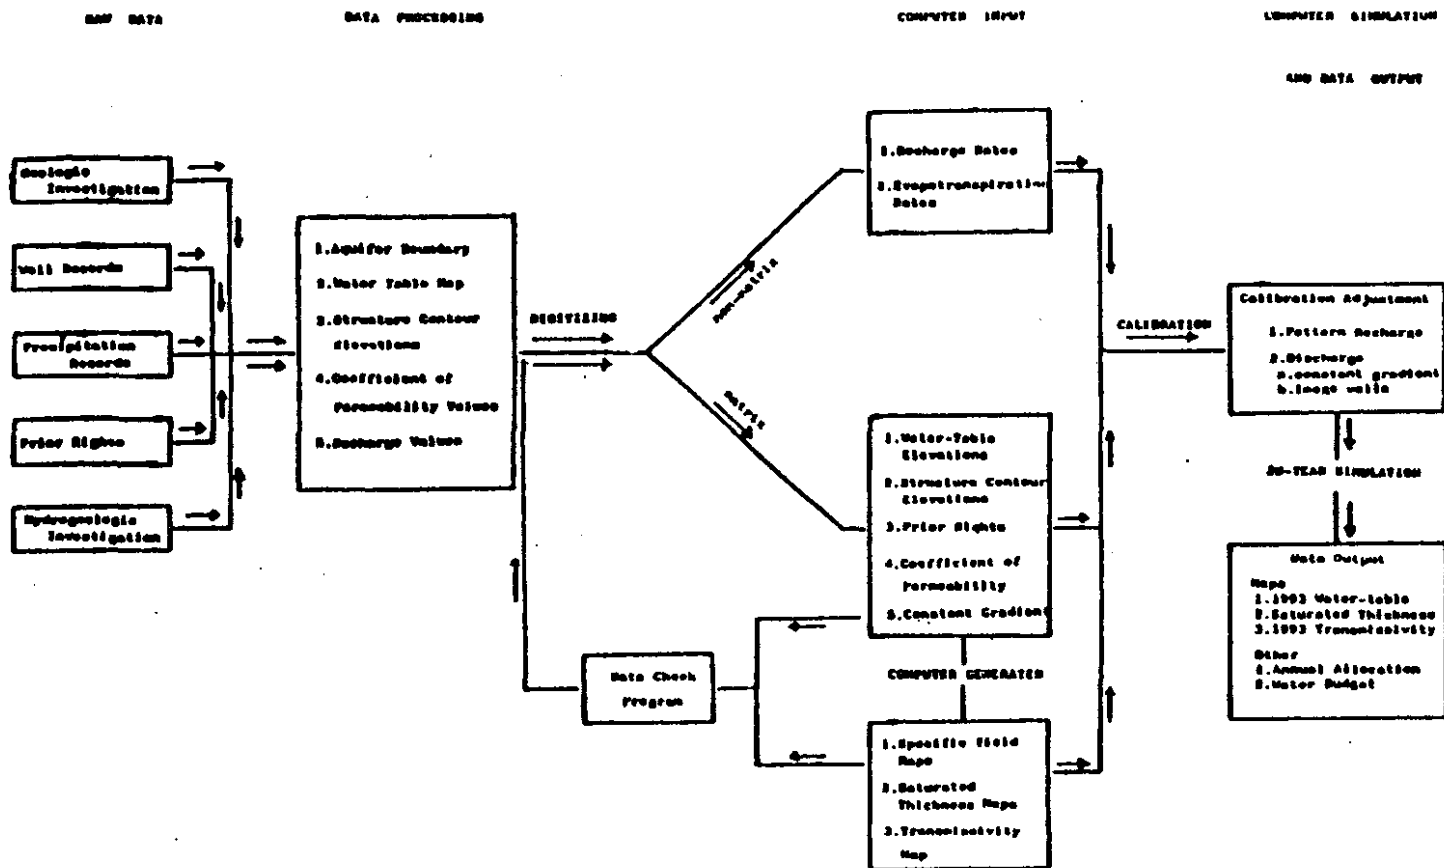 RAW DATA
DATA PROCESSING
COMPUTER INPUT
COMPUTER SIMULATION
AND DATA OUTPUT
Geologic
Investigation
Well Records
Precipitation
Records
Prior Rights
Hydrogeologic
Investigation
1.Aquifer Boundary
2.Water Table Map
3.Structure Contour
Elevations
4.Coefficient of
Permeability Values
5.Recharge Values
DIGITIZING
non-matrix
matrix
1.Recharge Rates
2.Evapotranspiration
Rates
1.Water-Table
Elevations
2.Structure Contour
Elevations
3.Prior Rights
4.Coefficient of
Permeability
5.Constant Gradient
COMPUTER GENERATED
Data Check
Program
1.Specific Yield
Maps
2.Saturated
Thickness Maps
3.Transmissivity
Map
CALIBRATION
Calibration Adjustment
1.Pattern Recharge
2.Discharge
a.constant gradient
b.image wells
20-YEAR SIMULATION
Data Output
Maps
1.1993 Water-table
2.Saturated Thickness
3.1993 Transmissivity
Other
1.Annual Allocation
2.Water Budget